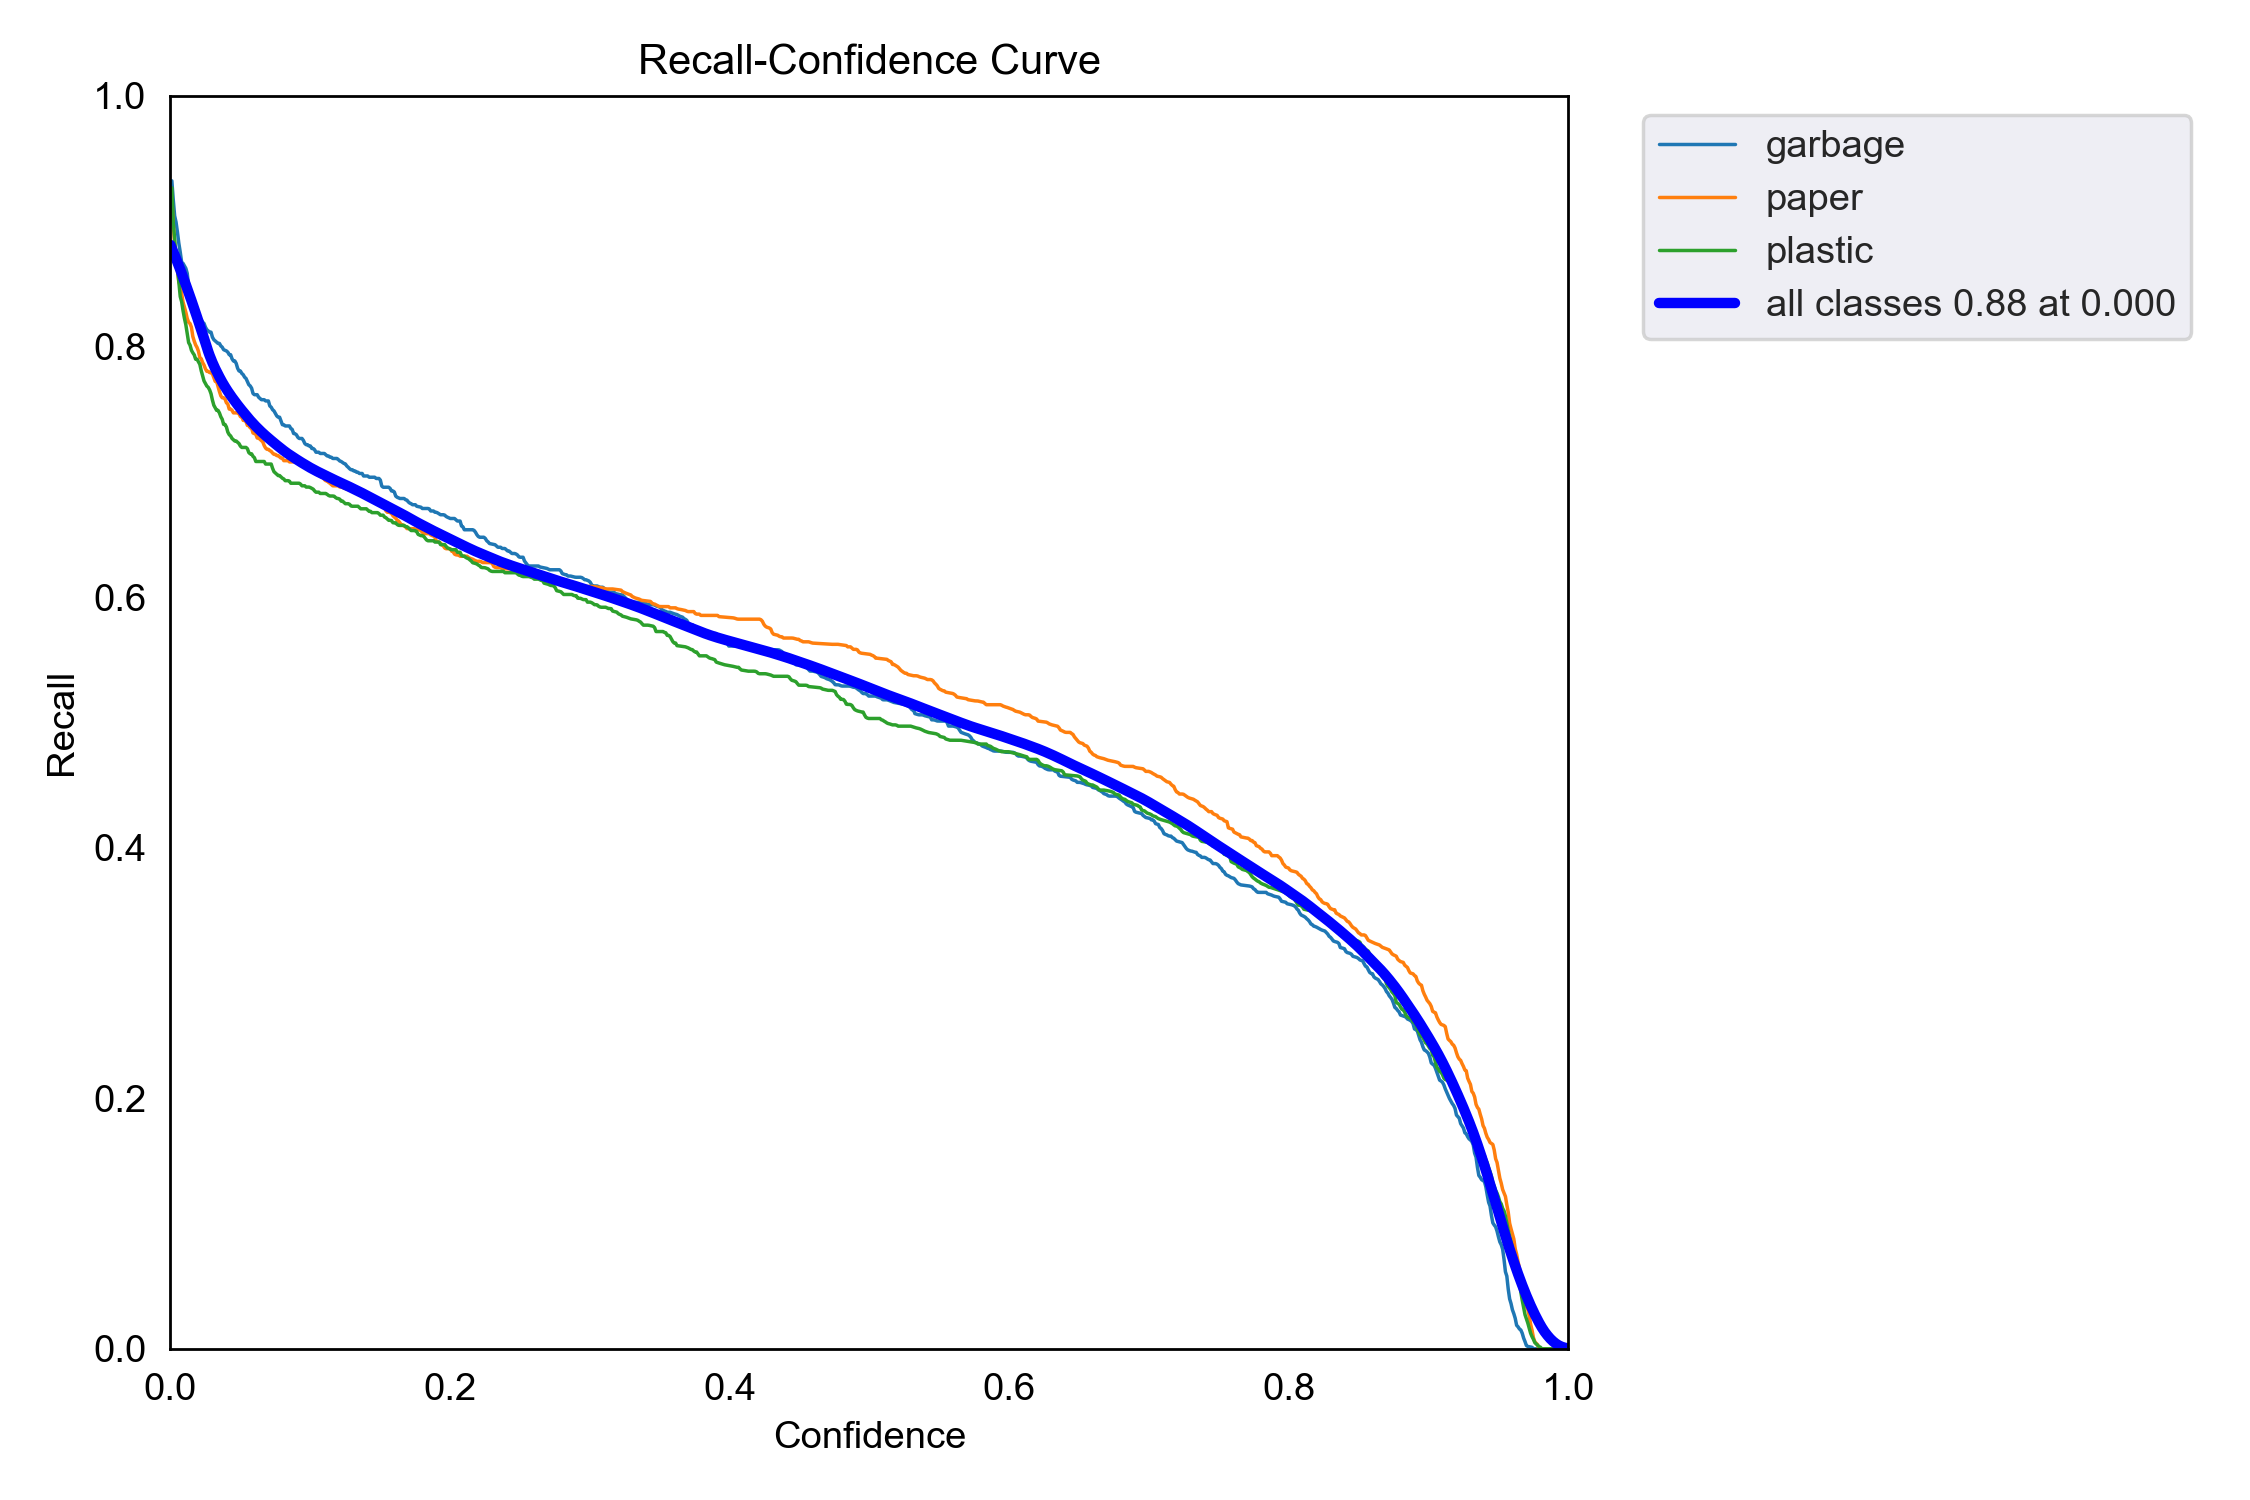 Recall-Confidence Curve
1.0
0.8
0.6
0.4
0.2
0.0
Recall
0.0 0.2 0.4 0.6 0.8 1.0
Confidence
garbage
paper
plastic
all classes 0.88 at 0.000